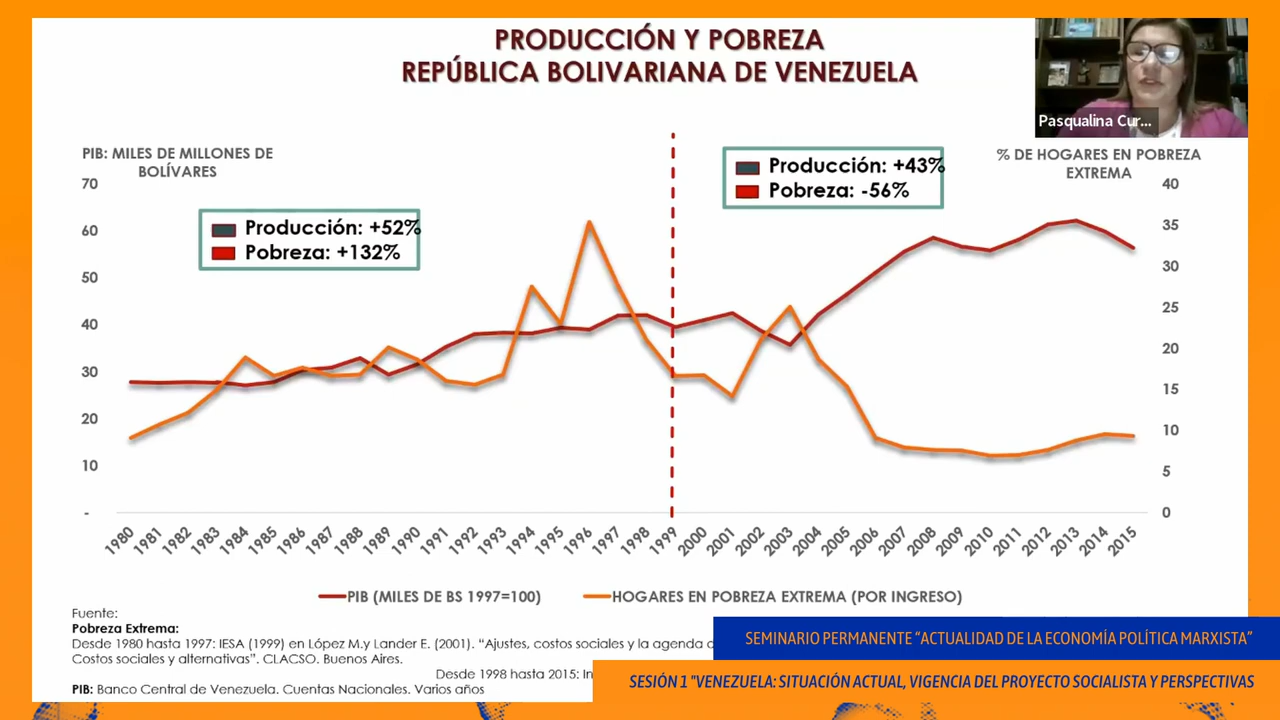 PRODUCCIÓN Y POBREZA
REPÚBLICA BOLIVARIANA DE VENEZUELA
Pasqualina Cur...
PIB: MILES DE MILLONES DE
BOLÍVARES
% DE HOGARES EN POBREZA
EXTREMA
Producción: +52%
Pobreza: +132%
Producción: +43%
Pobreza: -56%
70
60
50
40
30
20
10
-
40
35
30
25
20
15
10
5
0
1980 1981 1982 1983 1984 1985 1986 1987 1988 1989 1990 1991 1992 1993 1994 1995 1996 1997 1998 1999 2000 2001 2002 2003 2004 2005 2006 2007 2008 2009 2010 2011 2012 2013 2014 2015
PIB (MILES DE BS 1997=100) HOGARES EN POBREZA EXTREMA (POR INGRESO)
Fuente:
Pobreza Extrema:
Desde 1980 hasta 1997: IESA (1999) en López M.y Lander E. (2001). “Ajustes, costos sociales y la agenda
Costos sociales y alternativas”. CLACSO. Buenos Aires.
Desde 1998 hasta 2015:
PIB: Banco Central de Venezuela. Cuentas Nacionales. Varios años
SEMINARIO PERMANENTE “ACTUALIDAD DE LA ECONOMÍA POLÍTICA MARXISTA”
SESIÓN 1 "VENEZUELA: SITUACIÓN ACTUAL, VIGENCIA DEL PROYECTO SOCIALISTA Y PERSPECTIVAS